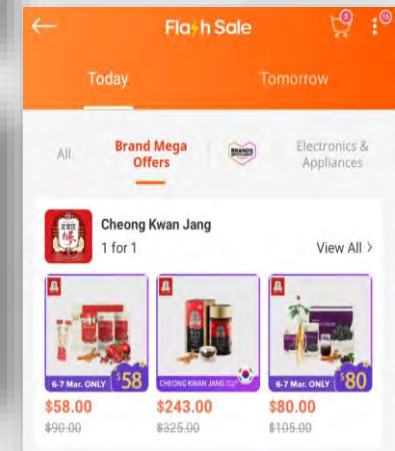 Flash Sale
Today
Tomorrow
All
Brand Mega
Offers
Electronics &
Appliances
Cheong Kwan Jang
1 for 1
View All >
6-7 Mar. ONLY $58
CHEONG KWAN JANG
6-7 Mar. ONLY $80
$58.00
$243.00
$80.00
$90.00
$325.00
$105.00